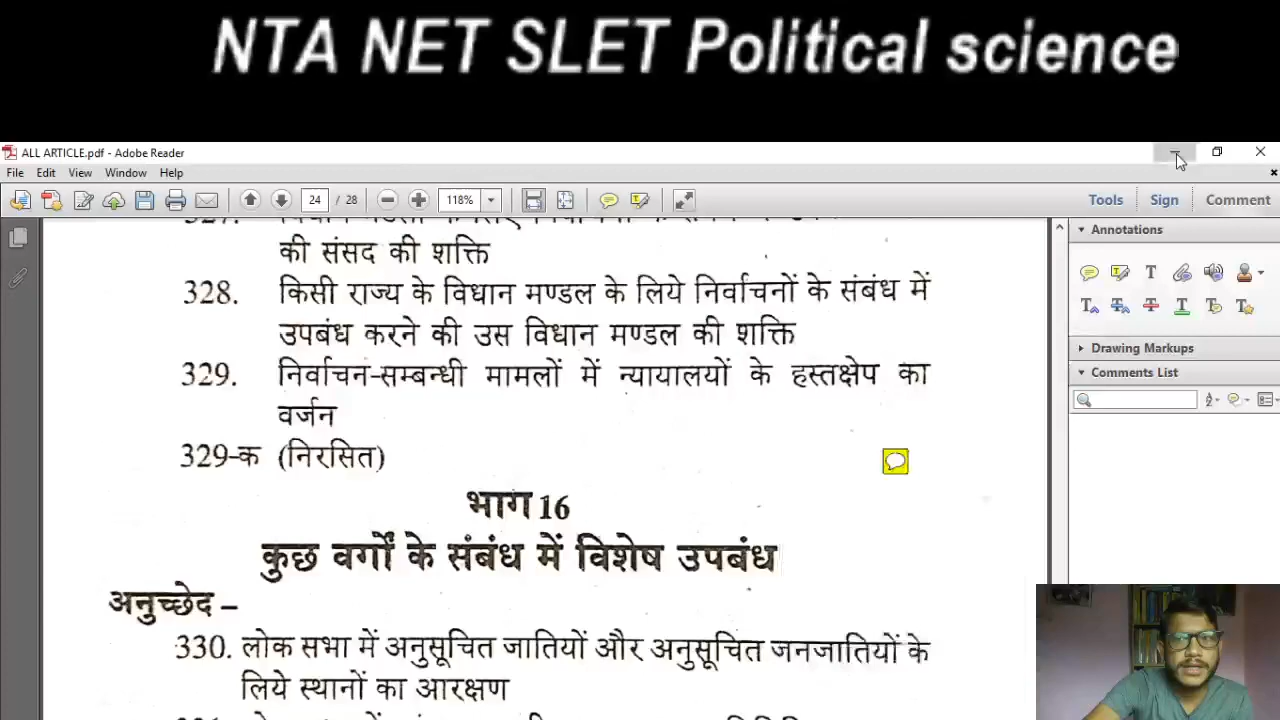 NTA NET SLET Political science
ALL ARTICLE.pdf - Adobe Reader
File Edit View Window Help
24 / 28 118% Tools Sign Comment
327.
Annotations
की संसद की शक्ति
328. किसी राज्य के विधान मण्डल के लिये निर्वाचनों के संबंध में
उपबंध करने की उस विधान मण्डल की शक्ति
Drawing Markups
329. निर्वाचन-सम्बन्धी मामलों में न्यायालयों के हस्तक्षेप का
Comments List
वर्जन
329-क (निरसित)
भाग 16
कुछ वर्गों के संबंध में विशेष उपबंध
अनुच्छेद –
330. लोक सभा में अनुसूचित जातियों और अनुसूचित जनजातियों के
लिये स्थानों का आरक्षण